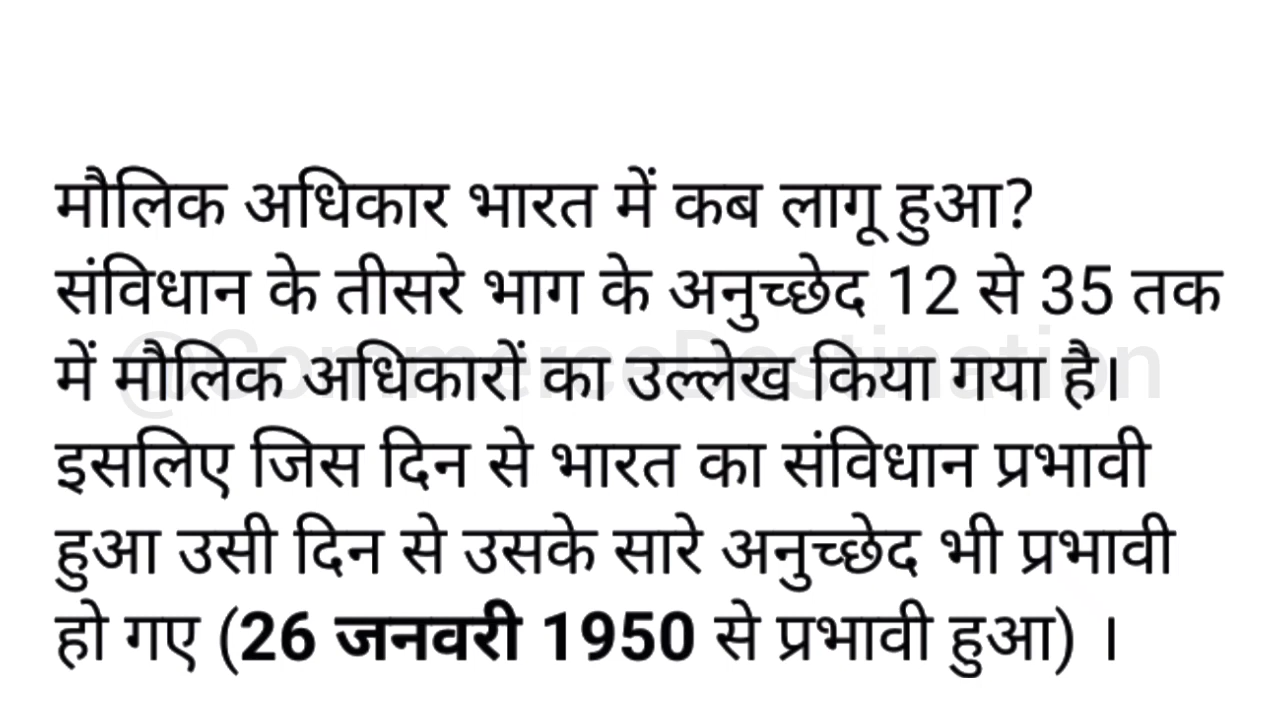 मौलिक अधिकार भारत में कब लागू हुआ?
संविधान के तीसरे भाग के अनुच्छेद 12 से 35 तक
में मौलिक अधिकारों का उल्लेख किया गया है।
@CommerceDestination
इसलिए जिस दिन से भारत का संविधान प्रभावी
हुआ उसी दिन से उसके सारे अनुच्छेद भी प्रभावी
हो गए (26 जनवरी 1950 से प्रभावी हुआ) ।